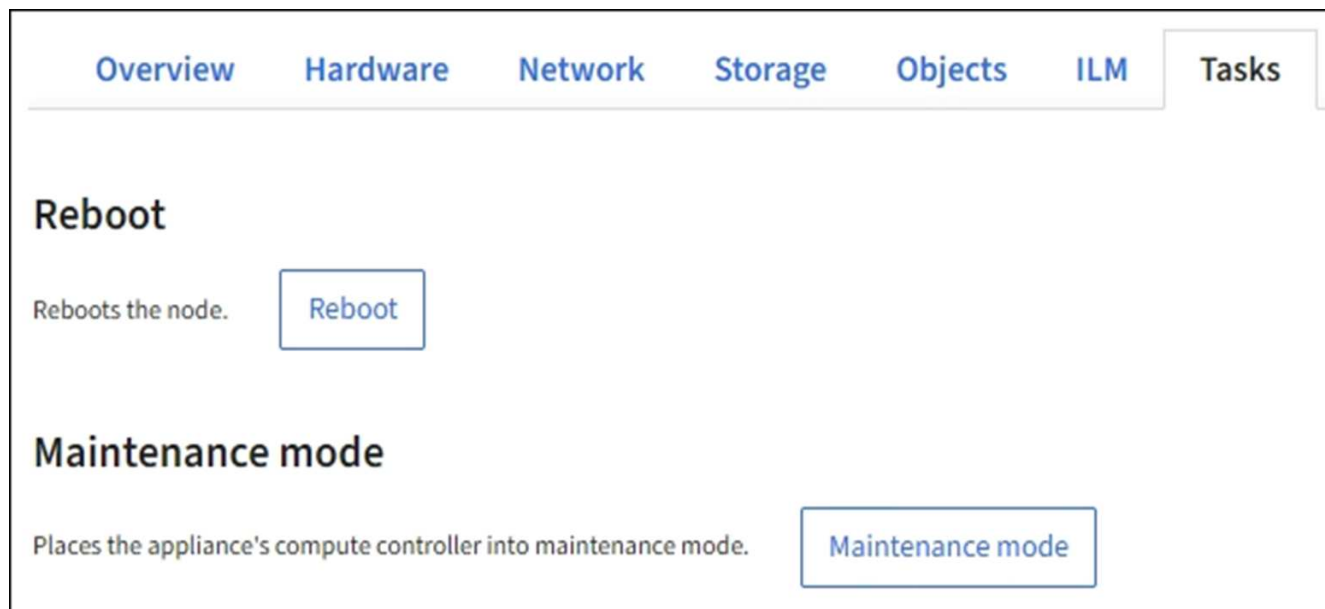 Overview Hardware Network Storage Objects ILM Tasks
Reboot
Reboots the node. Reboot
Maintenance mode
Places the appliance's compute controller into maintenance mode. Maintenance mode